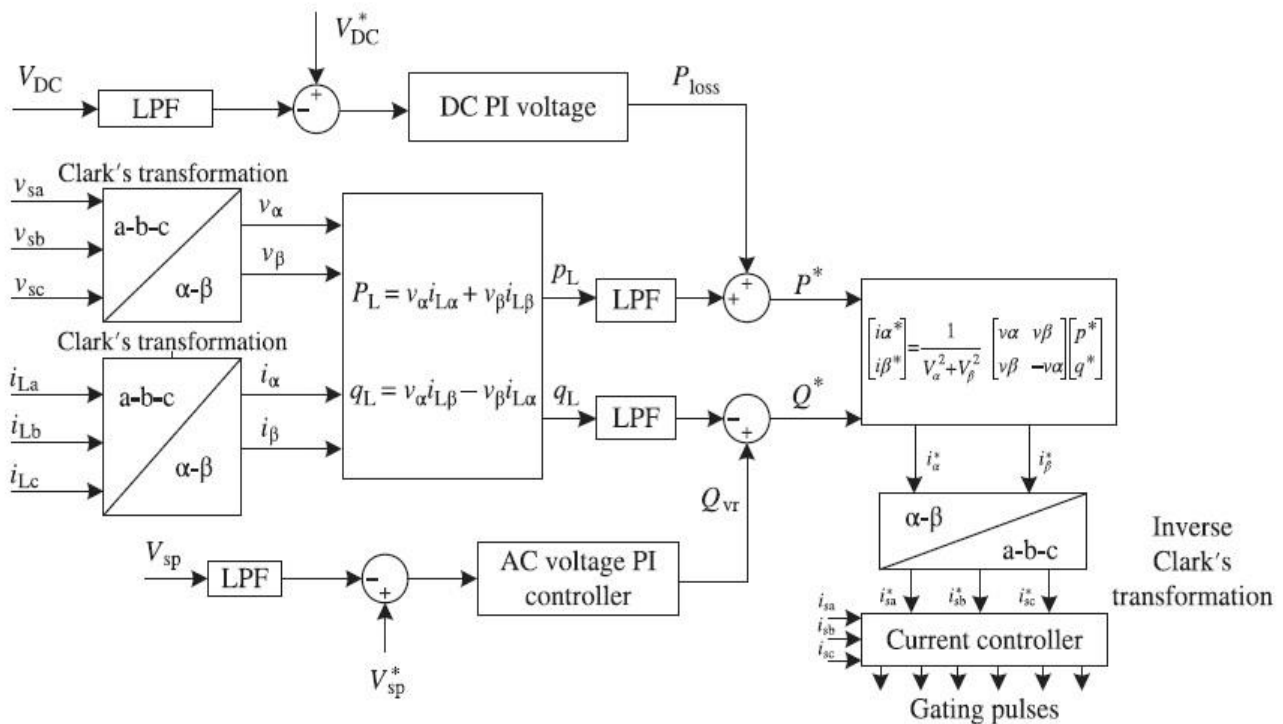 V*DC
VDC
LPF
− +
DC PI voltage
Ploss
Clark's transformation
vsa
vsb
vsc
a-b-c
α-β
vα
vβ
PL = vαiLα + vβiLβ
qL = vαiLβ − vβiLα
pL
LPF
+ +
P*
Clark's transformation
iLa
iLb
iLc
a-b-c
α-β
iα
iβ
qL
LPF
− +
Q*
[iα* iβ*] = 1/(Vα² + Vβ²) [vα vβ vβ −vα] [p* q*]
Qvr
Vsp
LPF
− +
V*sp
AC voltage PI
controller
i*α
i*β
α-β
a-b-c
Inverse
Clark's
transformation
i*sa
i*sb
i*sc
isa
isb
isc
Current controller
Gating pulses